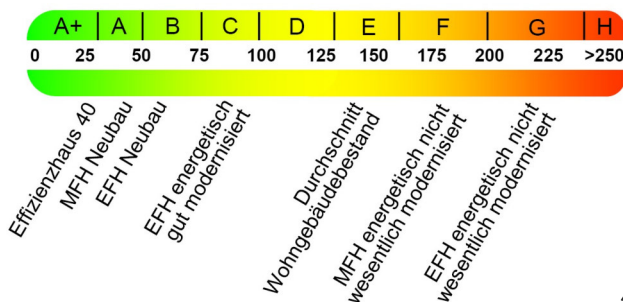 A+ A B C D E F G H
0 25 50 75 100 125 150 175 200 225 >250
Effizienzhaus 40
MFH Neubau
EFH Neubau
EFH energetisch
gut modernisiert
Durchschnitt
Wohngebäudebestand
MFH energetisch nicht
wesentlich modernisiert
EFH energetisch nicht
wesentlich modernisiert